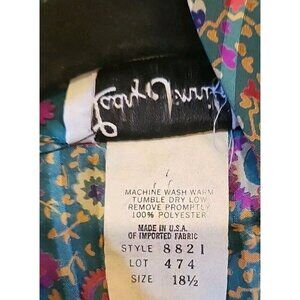 MACHINE WASH WARM
TUMBLE DRY LOW
REMOVE PROMPTLY
100% POLYESTER
MADE IN U.S.A.
OF IMPORTED FABRIC
STYLE 8821
LOT 474
SIZE 18½